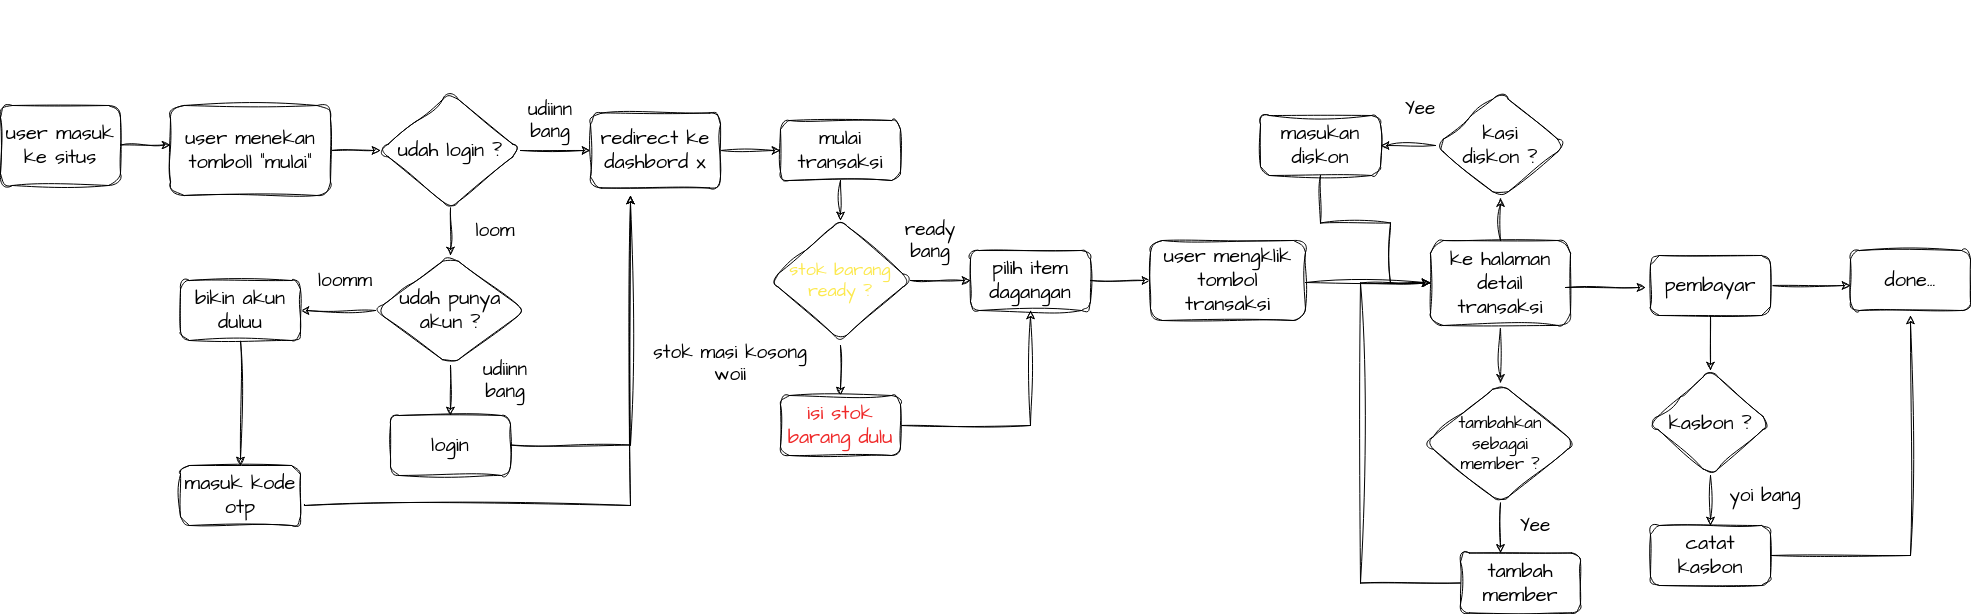 user masuk
ke situs
user menekan
tomboll "mulai"
udah login ?
udiinn
bang
redirect ke
dashbord x
mulai
transaksi
loom
udah punya
akun ?
loomm
bikin akun
duluu
masuk kode
otp
udiinn
bang
login
stok barang
ready ?
ready
bang
stok masi kosong
woii
isi stok
barang dulu
pilih item
dagangan
user mengklik
tombol
transaksi
ke halaman
detail
transaksi
kasi
diskon ?
Yee
masukan
diskon
tambahkan
sebagai
member ?
Yee
tambah
member
pembayar
kasbon ?
yoi bang
catat
kasbon
done...